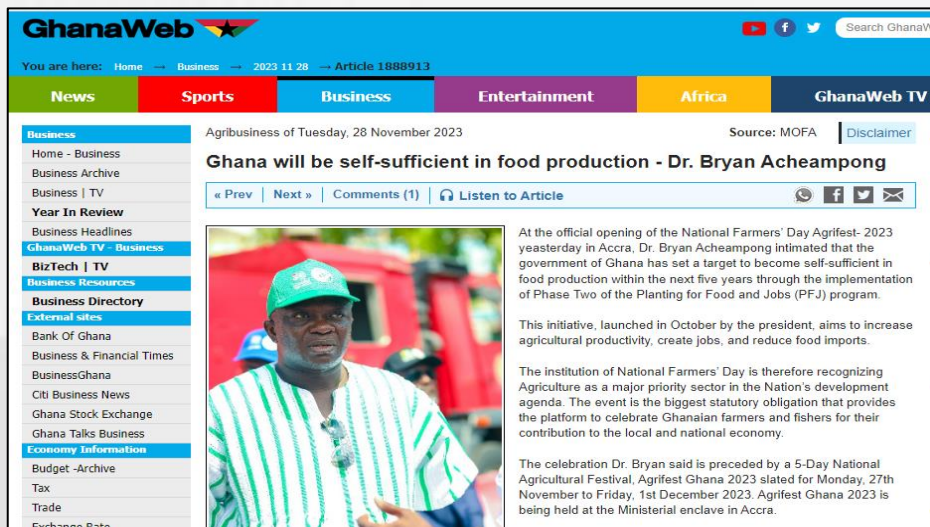 GhanaWeb
Search GhanaW
You are here: Home → Business → 2023 11 28 → Article 1888913
News
Sports
Business
Entertainment
Africa
GhanaWeb TV
Business
Home - Business
Business Archive
Business | TV
Year In Review
Business Headlines
GhanaWeb TV - Business
BizTech | TV
Business Resources
Business Directory
External sites
Bank Of Ghana
Business & Financial Times
BusinessGhana
Citi Business News
Ghana Stock Exchange
Ghana Talks Business
Economy Information
Budget -Archive
Tax
Trade
Exchange Rate
Agribusiness of Tuesday, 28 November 2023
Source: MOFA
Disclaimer
Ghana will be self-sufficient in food production - Dr. Bryan Acheampong
« Prev | Next » | Comments (1) | Listen to Article
At the official opening of the National Farmers' Day Agrifest- 2023
yeasterday in Accra, Dr. Bryan Acheampong intimated that the
government of Ghana has set a target to become self-sufficient in
food production within the next five years through the implementation
of Phase Two of the Planting for Food and Jobs (PFJ) program.
This initiative, launched in October by the president, aims to increase
agricultural productivity, create jobs, and reduce food imports.
The institution of National Farmers' Day is therefore recognizing
Agriculture as a major priority sector in the Nation's development
agenda. The event is the biggest statutory obligation that provides
the platform to celebrate Ghanaian farmers and fishers for their
contribution to the local and national economy.
The celebration Dr. Bryan said is preceded by a 5-Day National
Agricultural Festival, Agrifest Ghana 2023 slated for Monday, 27th
November to Friday, 1st December 2023. Agrifest Ghana 2023 is
being held at the Ministerial enclave in Accra.